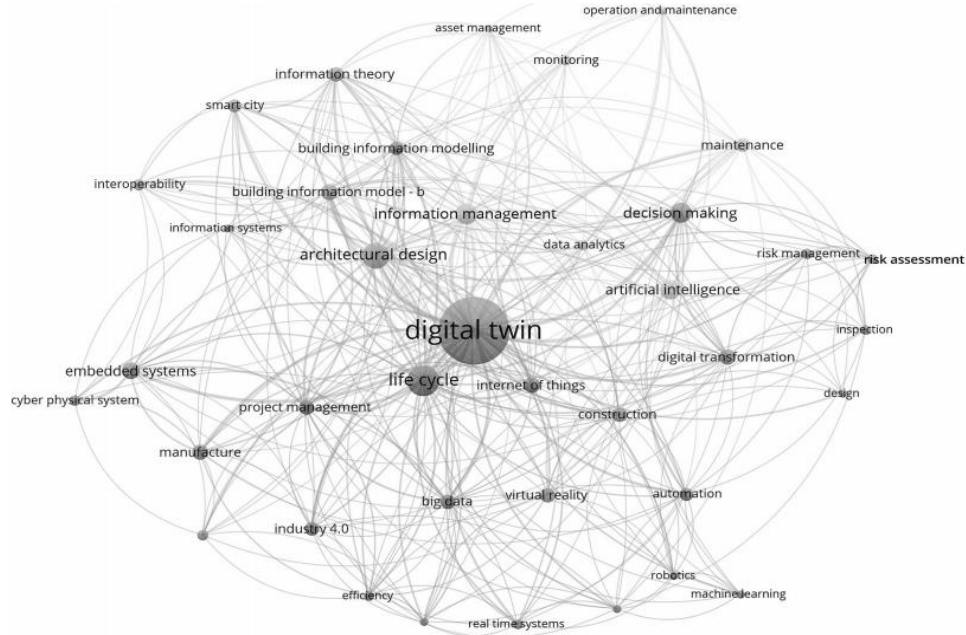 operation and maintenance
asset management
monitoring
information theory
smart city
building information modelling
maintenance
interoperability
building information model - b
information management
decision making
information systems
data analytics
architectural design
risk management
risk assessment
artificial intelligence
digital twin
inspection
digital transformation
embedded systems
life cycle
internet of things
design
cyber physical system
project management
construction
manufacture
big data
virtual reality
automation
industry 4.0
robotics
efficiency
machine learning
real time systems